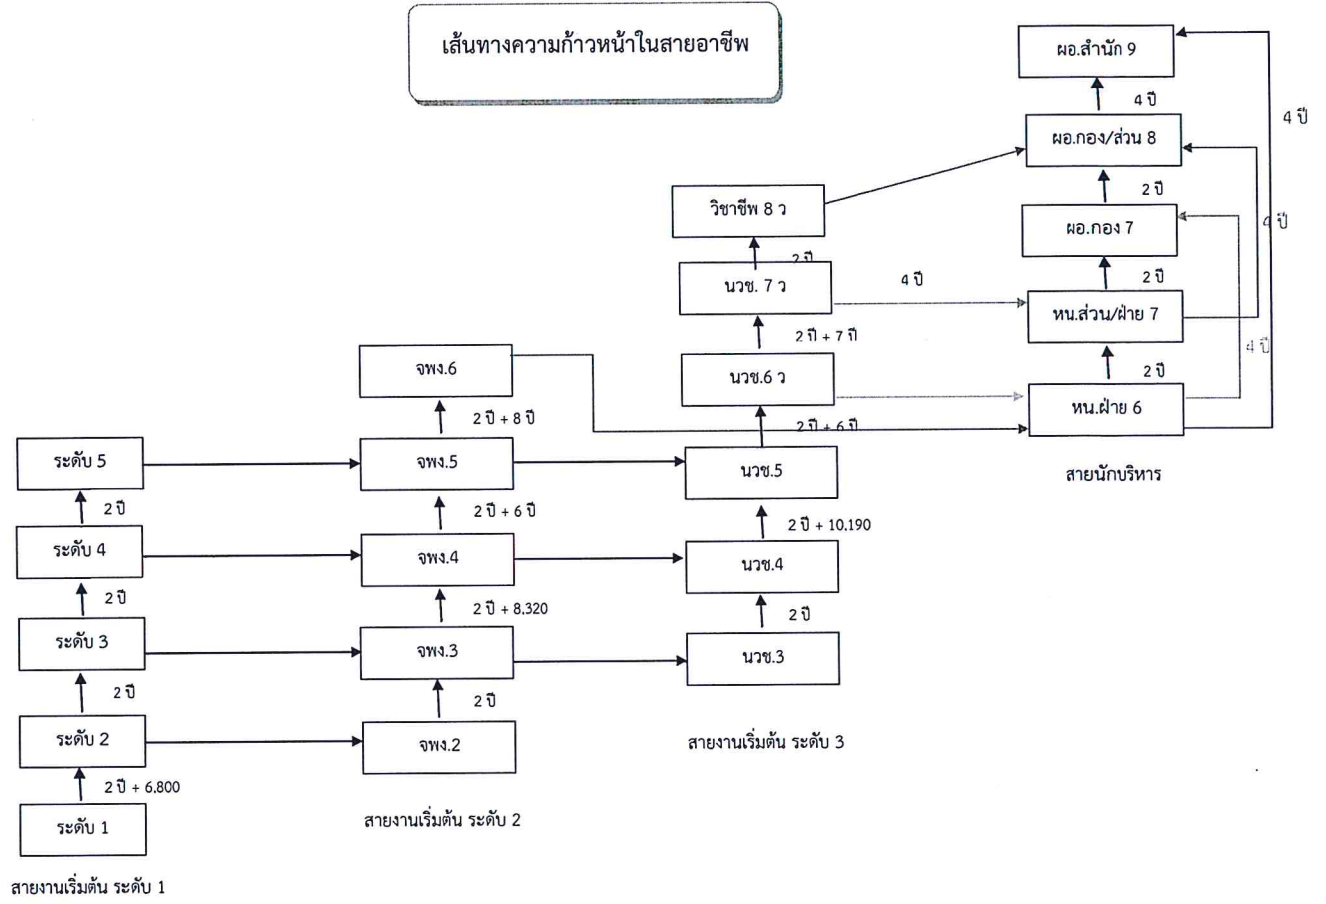 เส้นทางความก้าวหน้าในสายอาชีพ
ผอ.สำนัก 9
4 ปี
4 ปี
ผอ.กอง/ส่วน 8
2 ปี
วิชาชีพ 8 ว
ผอ.กอง 7
4 ปี
2 ปี
2 ปี
นวช. 7 ว
4 ปี
หน.ส่วน/ฝ่าย 7
2 ปี + 7 ปี
4 ปี
จพง.6
นวช.6 ว
2 ปี
หน.ฝ่าย 6
2 ปี + 8 ปี
2 ปี + 6 ปี
ระดับ 5
จพง.5
นวช.5
สายนักบริหาร
2 ปี
2 ปี + 6 ปี
2 ปี + 10,190
ระดับ 4
จพง.4
นวช.4
2 ปี
2 ปี + 8,320
2 ปี
ระดับ 3
จพง.3
นวช.3
2 ปี
2 ปี
ระดับ 2
จพง.2
สายงานเริ่มต้น ระดับ 3
2 ปี + 6,800
ระดับ 1
สายงานเริ่มต้น ระดับ 2
สายงานเริ่มต้น ระดับ 1